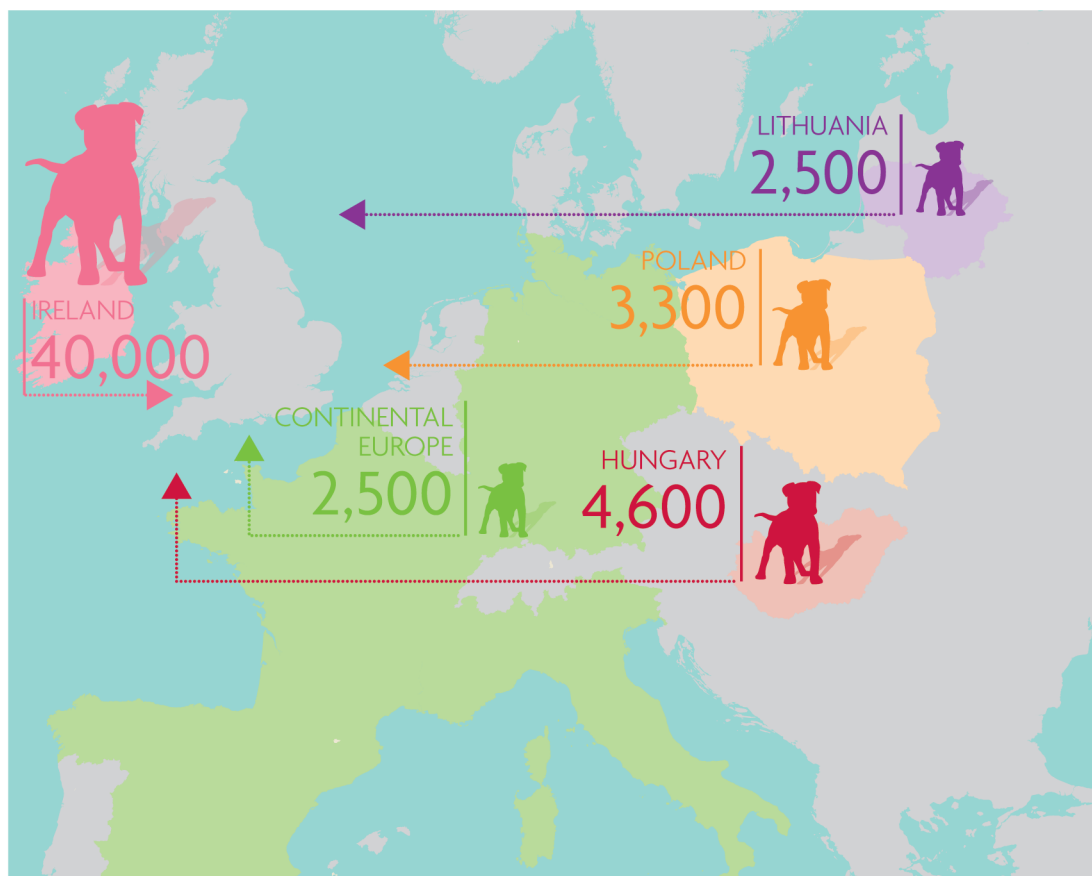 LITHUANIA
2,500
POLAND
3,300
IRELAND
40,000
CONTINENTAL
EUROPE
2,500
HUNGARY
4,600